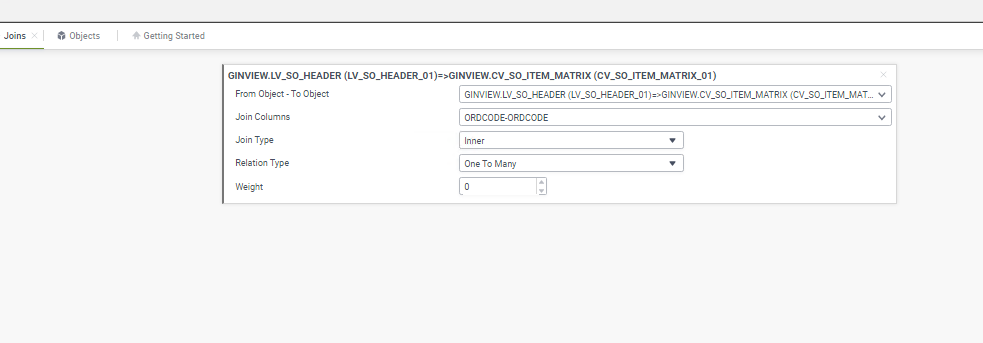 Joins
Objects
Getting Started
GINVIEW.LV_SO_HEADER (LV_SO_HEADER_01)=>GINVIEW.CV_SO_ITEM_MATRIX (CV_SO_ITEM_MATRIX_01)
From Object - To Object
GINVIEW.LV_SO_HEADER (LV_SO_HEADER_01)=>GINVIEW.CV_SO_ITEM_MATRIX (CV_SO_ITEM_MAT...
Join Columns
ORDCODE-ORDCODE
Join Type
Inner
Relation Type
One To Many
Weight
0